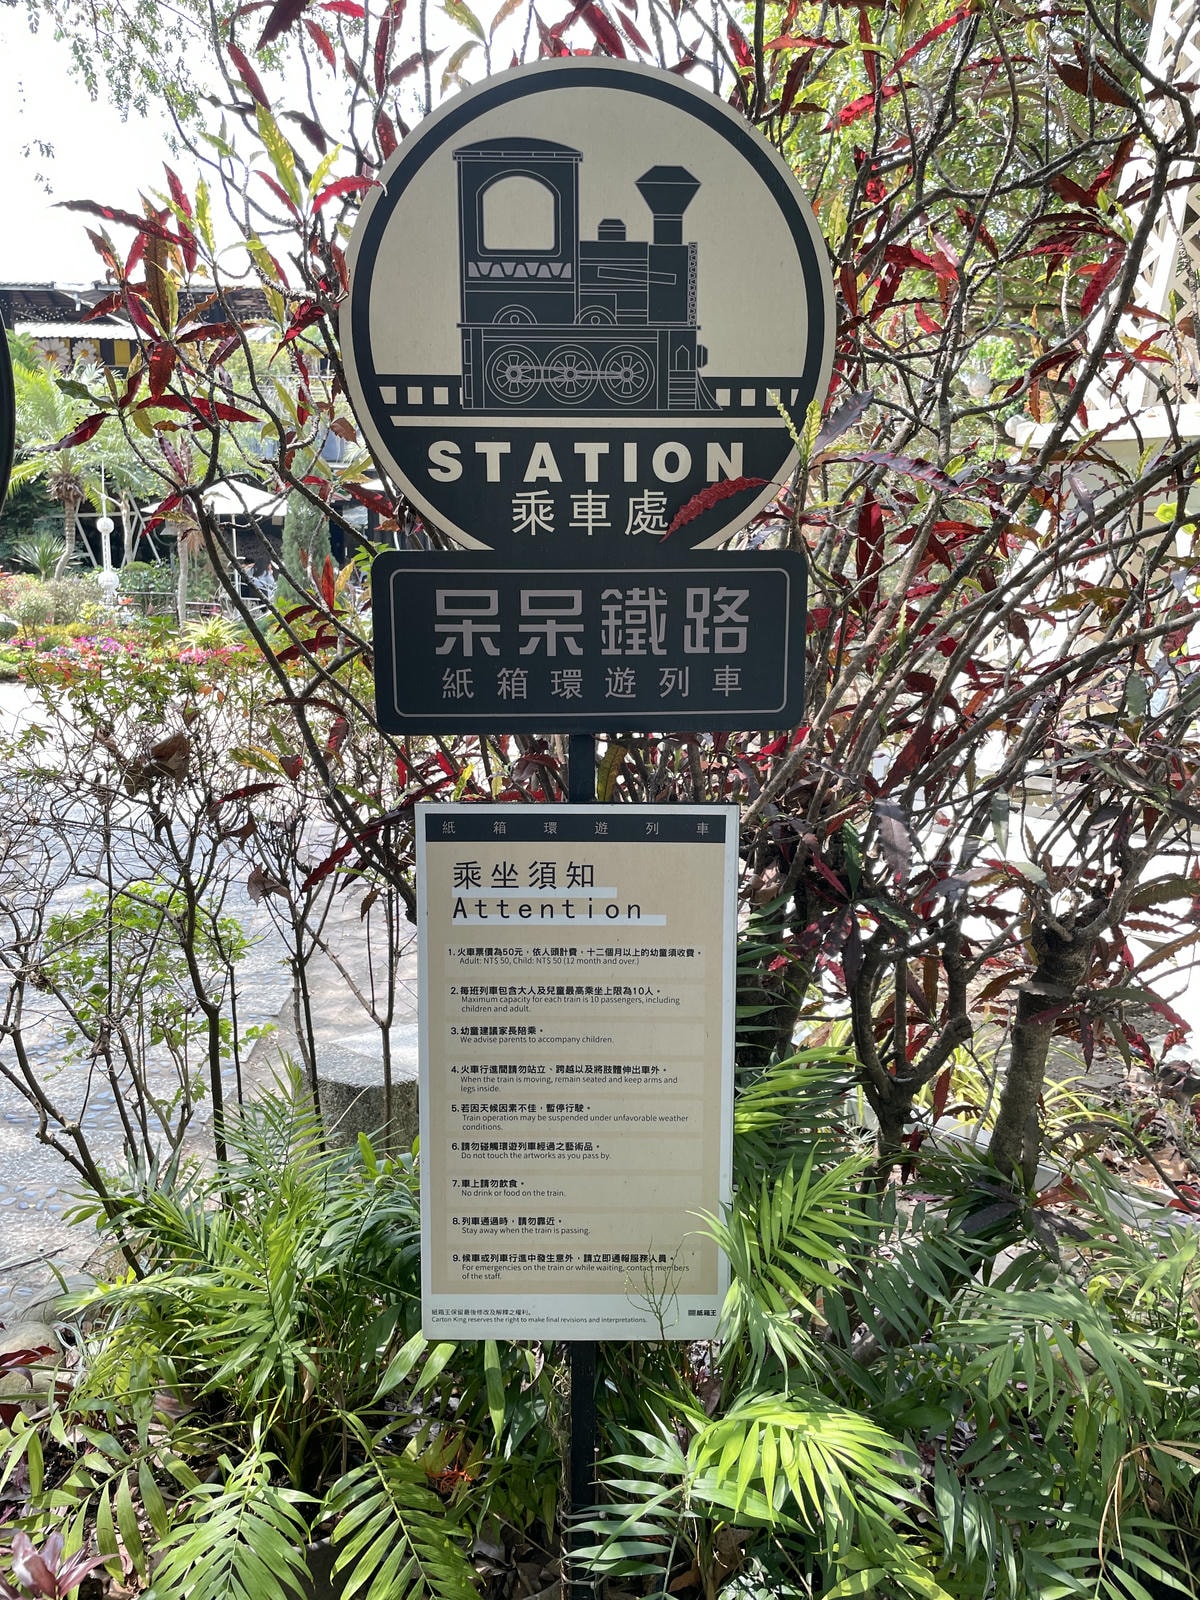 STATION
乘車處
呆呆鐵路
紙箱環遊列車
紙箱環遊列車
乘坐須知
Attention
1.火車票價為50元，依人頭計費，十二個月以上的幼童須收費。
Adult: NT$ 50, Child: NT$ 50 (12 month and over.)
2.每班列車包含大人及兒童最高乘坐上限為10人。
Maximum capacity for each train is 10 passengers, including
children and adult.
3.幼童建議家長陪乘。
We advise parents to accompany children.
4.火車行進間請勿站立、跨越以及將肢體伸出車外。
When the train is moving, remain seated and keep arms and
legs inside.
5.若因天候因素不佳，暫停行駛。
Train operation may be suspended under unfavorable weather
conditions.
6.請勿碰觸環遊列車經過之藝術品。
Do not touch the artworks as you pass by.
7.車上請勿飲食。
No drink or food on the train.
8.列車通過時，請勿靠近。
Stay away when the train is passing.
9.候車或列車行進中發生意外，請立即通報服務人員。
For emergencies on the train or while waiting, contact members
of the staff.
紙箱王保留最後修改及解釋之權利。
Carton King reserves the right to make final revisions and interpretations.
紙箱王